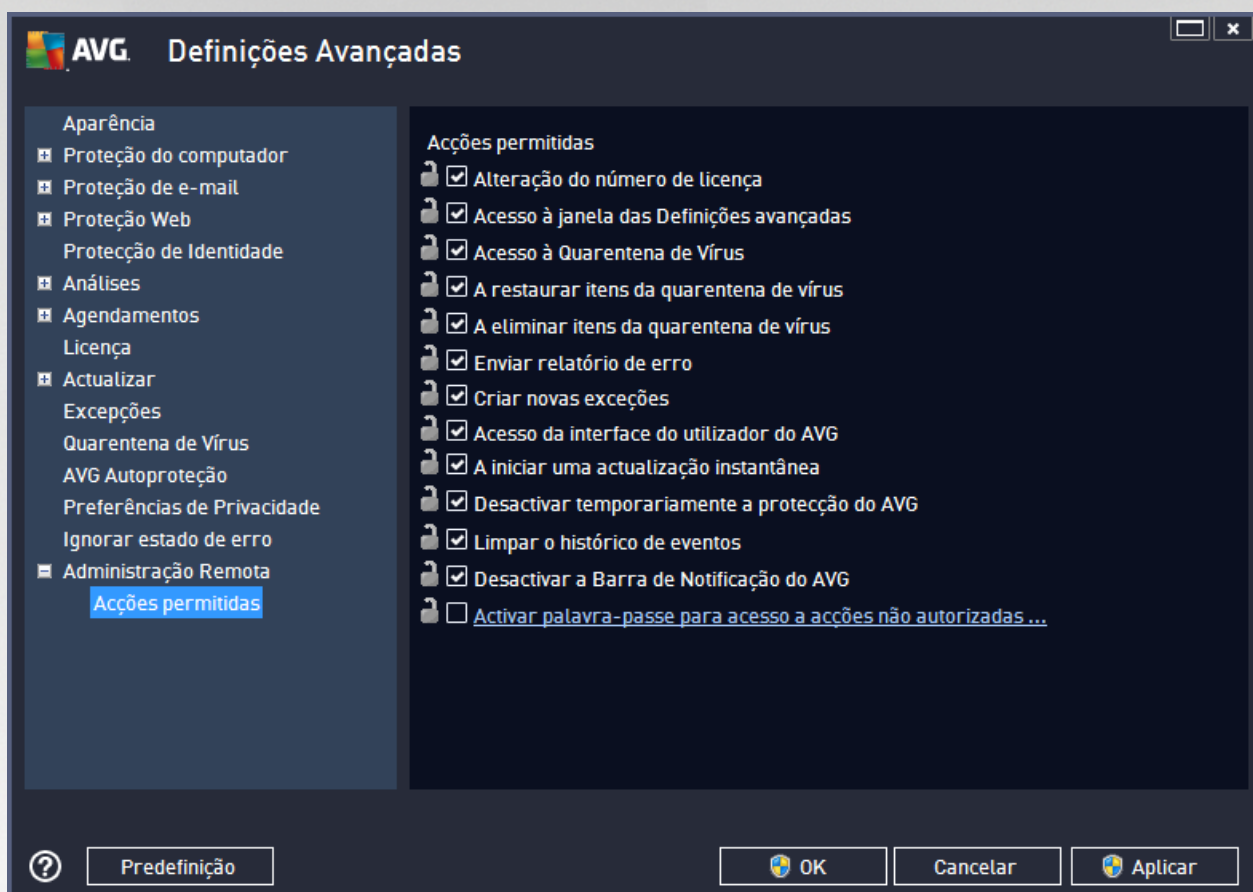 AVG. Definições Avançadas
Aparência
Proteção do computador
Proteção de e-mail
Proteção Web
Protecção de Identidade
Análises
Agendamentos
Licença
Actualizar
Excepções
Quarentena de Vírus
AVG Autoproteção
Preferências de Privacidade
Ignorar estado de erro
Administração Remota
Acções permitidas
Acções permitidas
Alteração do número de licença
Acesso à janela das Definições avançadas
Acesso à Quarentena de Vírus
A restaurar itens da quarentena de vírus
A eliminar itens da quarentena de vírus
Enviar relatório de erro
Criar novas exceções
Acesso da interface do utilizador do AVG
A iniciar uma actualização instantânea
Desactivar temporariamente a protecção do AVG
Limpar o histórico de eventos
Desactivar a Barra de Notificação do AVG
Activar palavra-passe para acesso a acções não autorizadas ...
? Predefinição OK Cancelar Aplicar